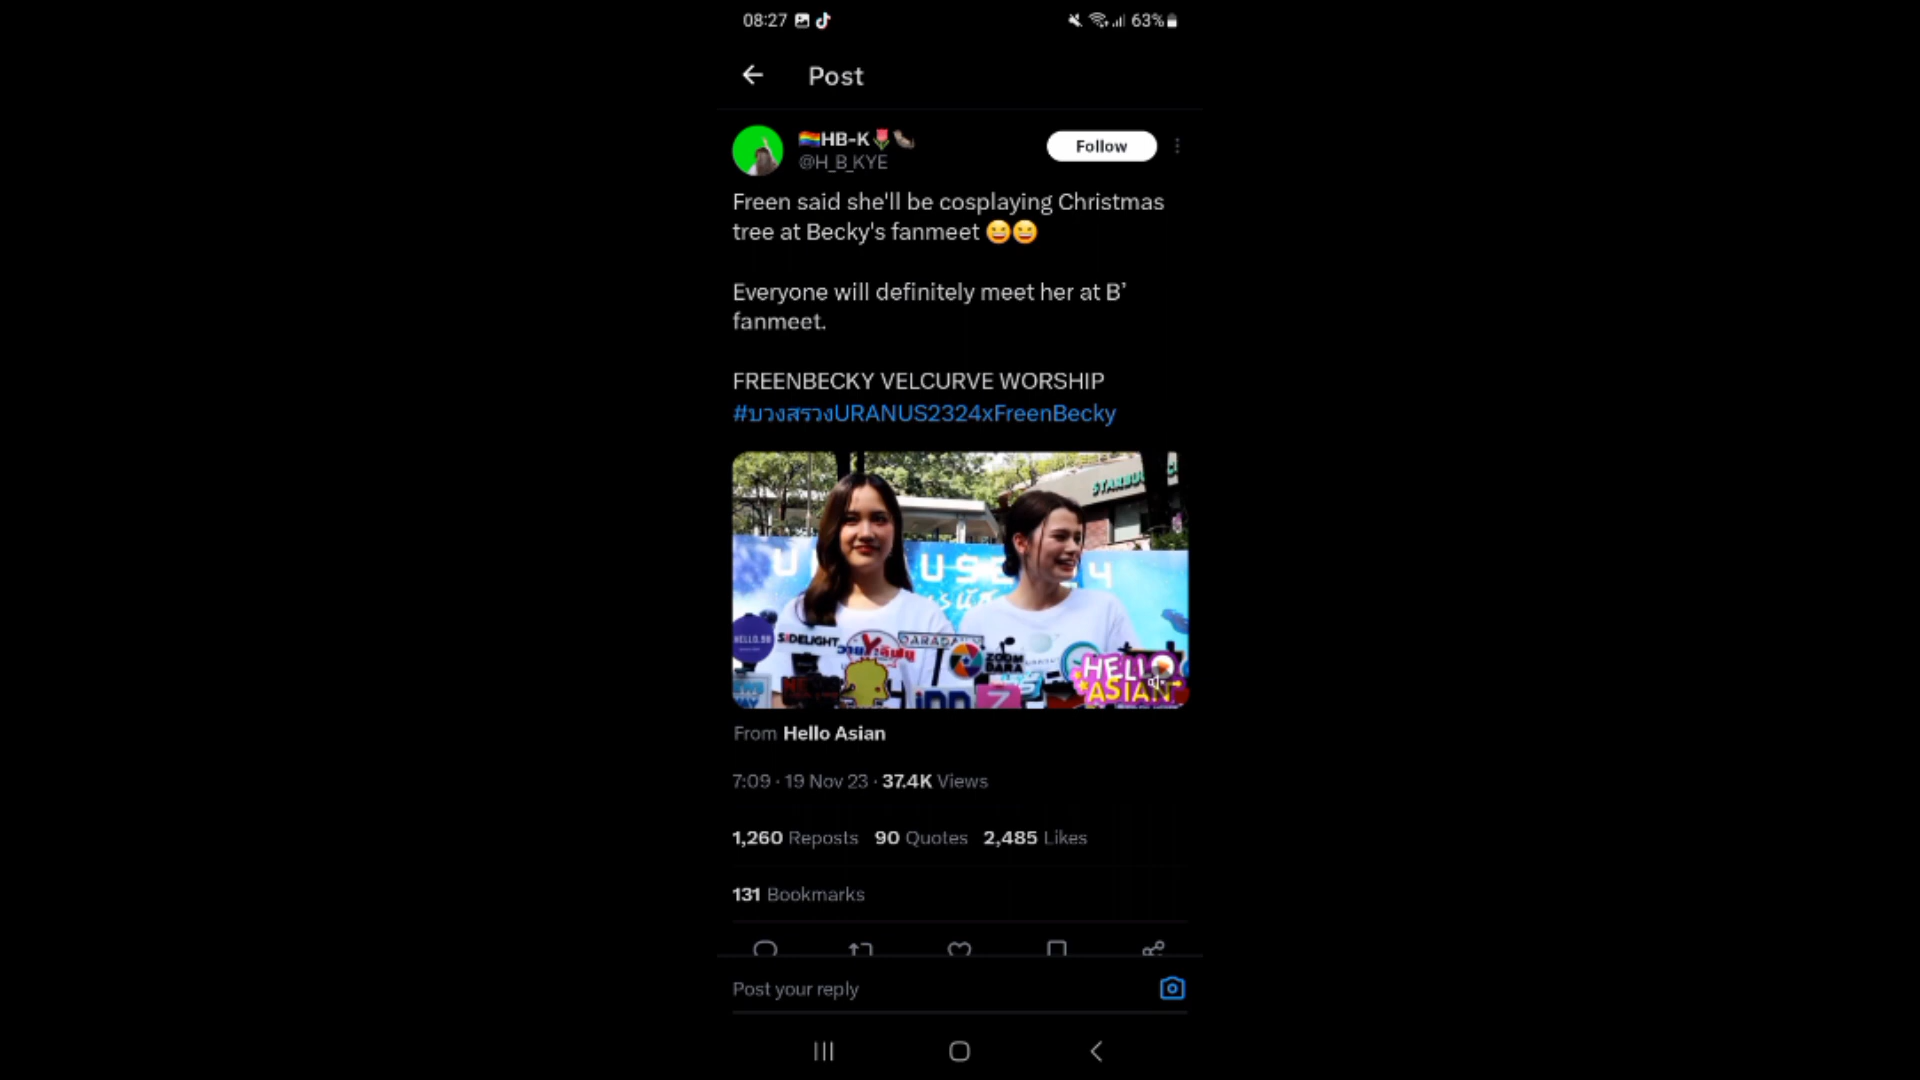 08:27
63%
Post
HB-K
@H_B_KYE
Follow
Freen said she'll be cosplaying Christmas
tree at Becky's fanmeet 😄😄
Everyone will definitely meet her at B’
fanmeet.
FREENBECKY VELCURVE WORSHIP
#บวงสรวงURANUS2324xFreenBecky
HELLO
ASIAN
SIDELIGHT
ZOOM
DARA
From Hello Asian
7:09 · 19 Nov 23 · 37.4K Views
1,260 Reposts 90 Quotes 2,485 Likes
131 Bookmarks
Post your reply